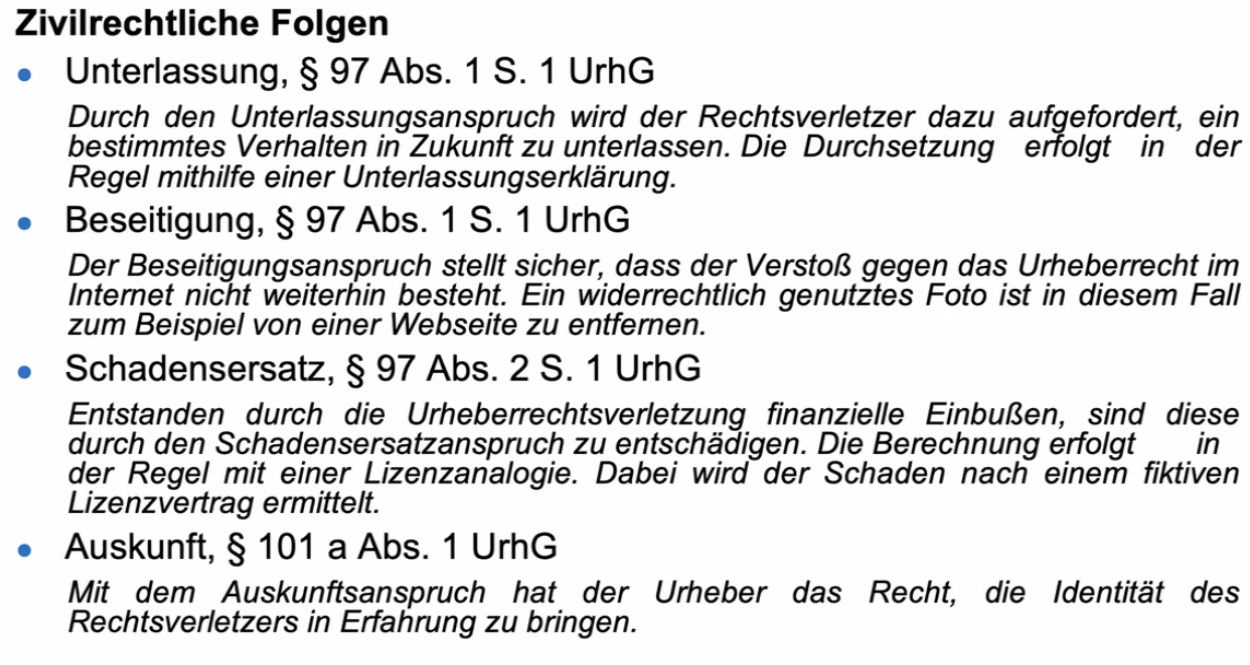 Zivilrechtliche Folgen
• Unterlassung, § 97 Abs. 1 S. 1 UrhG
Durch den Unterlassungsanspruch wird der Rechtsverletzer dazu aufgefordert, ein
bestimmtes Verhalten in Zukunft zu unterlassen. Die Durchsetzung erfolgt in der
Regel mithilfe einer Unterlassungserklärung.
• Beseitigung, § 97 Abs. 1 S. 1 UrhG
Der Beseitigungsanspruch stellt sicher, dass der Verstoß gegen das Urheberrecht im
Internet nicht weiterhin besteht. Ein widerrechtlich genutztes Foto ist in diesem Fall
zum Beispiel von einer Webseite zu entfernen.
• Schadensersatz, § 97 Abs. 2 S. 1 UrhG
Entstanden durch die Urheberrechtsverletzung finanzielle Einbußen, sind diese
durch den Schadensersatzanspruch zu entschädigen. Die Berechnung erfolgt in
der Regel mit einer Lizenzanalogie. Dabei wird der Schaden nach einem fiktiven
Lizenzvertrag ermittelt.
• Auskunft, § 101 a Abs. 1 UrhG
Mit dem Auskunftsanspruch hat der Urheber das Recht, die Identität des
Rechtsverletzers in Erfahrung zu bringen.